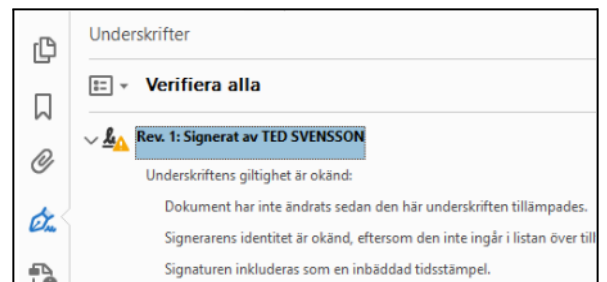 Underskrifter
Verifiera alla
Rev. 1: Signerat av TED SVENSSON
Underskriftens giltighet är okänd:
Dokument har inte ändrats sedan den här underskriften tillämpades.
Signerarens identitet är okänd, eftersom den inte ingår i listan över till
Signaturen inkluderas som en inbäddad tidsstämpel.